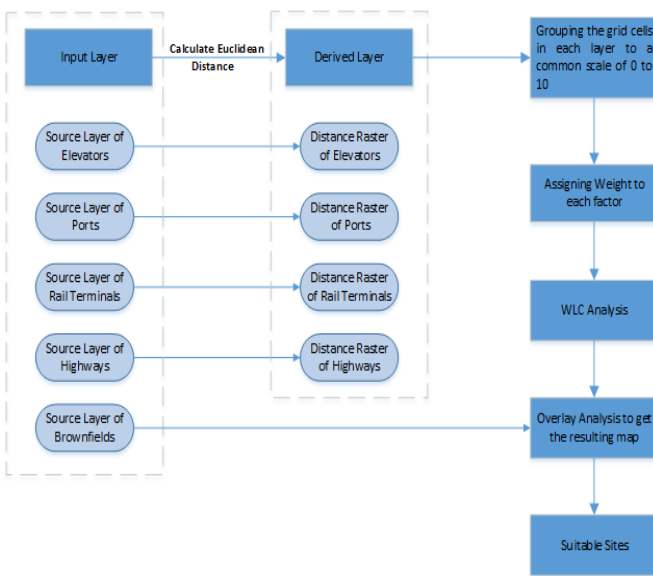 Input Layer
Calculate Euclidean
Distance
Derived Layer
Grouping the grid cells
in each layer to a
common scale of 0 to
10
Source Layer of
Elevators
Distance Raster
of Elevators
Assigning Weight to
each factor
Source Layer of
Ports
Distance Raster
of Ports
Source Layer of
Rail Terminals
Distance Raster
of Rail Terminals
WLC Analysis
Source Layer of
Highways
Distance Raster
of Highways
Source Layer of
Brownfields
Overlay Analysis to get
the resulting map
Suitable Sites